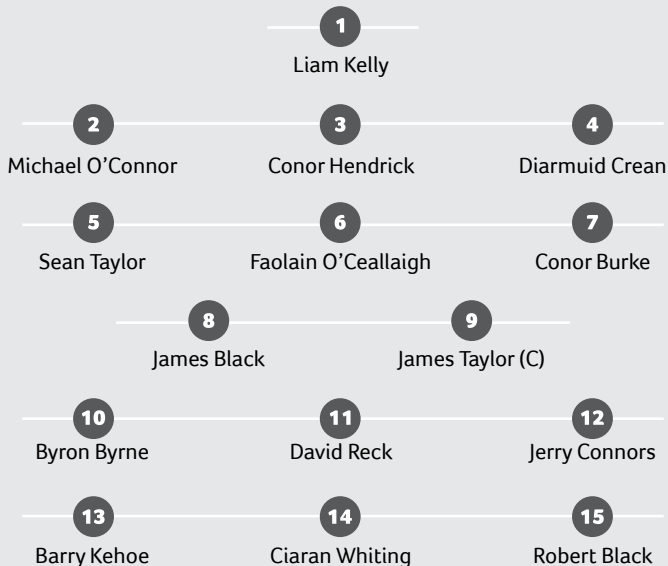 1
Liam Kelly
2 3 4
Michael O’Connor Conor Hendrick Diarmuid Crean
5 6 7
Sean Taylor Faolain O’Ceallaigh Conor Burke
8 9
James Black James Taylor (C)
10 11 12
Byron Byrne David Reck Jerry Connors
13 14 15
Barry Kehoe Ciaran Whiting Robert Black